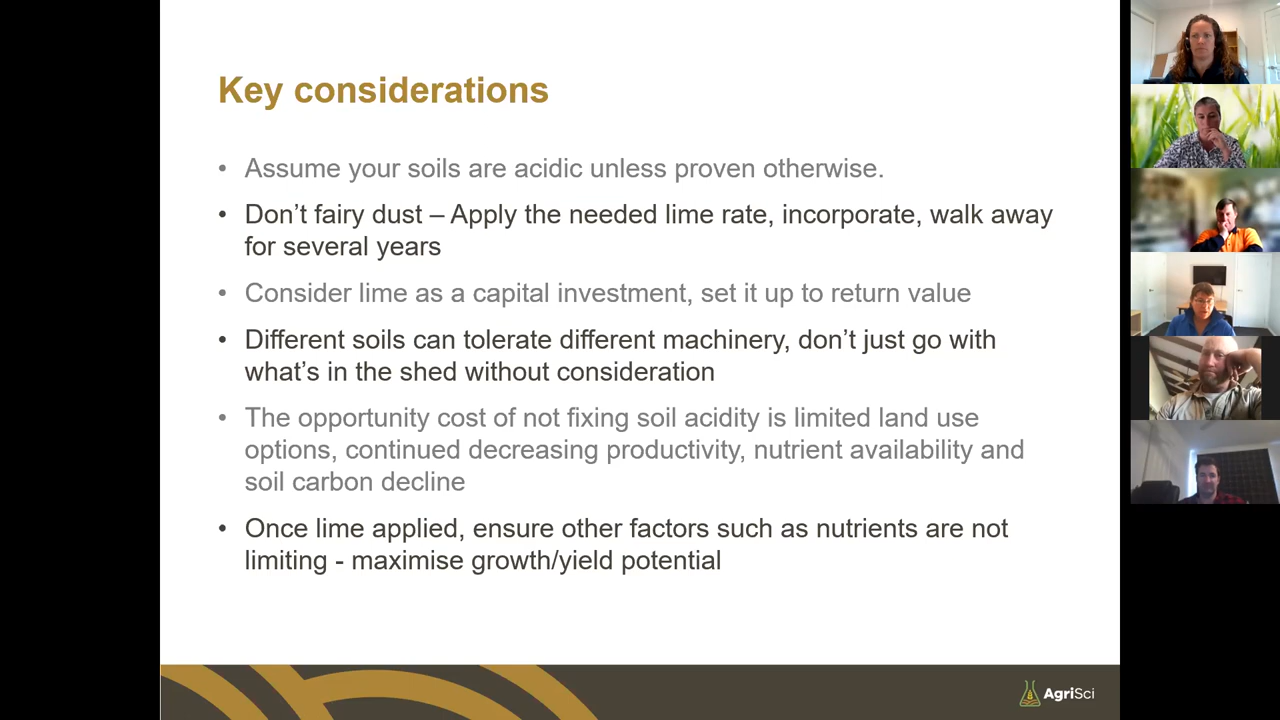 Key considerations
• Assume your soils are acidic unless proven otherwise.
• Don’t fairy dust – Apply the needed lime rate, incorporate, walk away
for several years
• Consider lime as a capital investment, set it up to return value
• Different soils can tolerate different machinery, don’t just go with
what’s in the shed without consideration
• The opportunity cost of not fixing soil acidity is limited land use
options, continued decreasing productivity, nutrient availability and
soil carbon decline
• Once lime applied, ensure other factors such as nutrients are not
limiting - maximise growth/yield potential
AgriSci